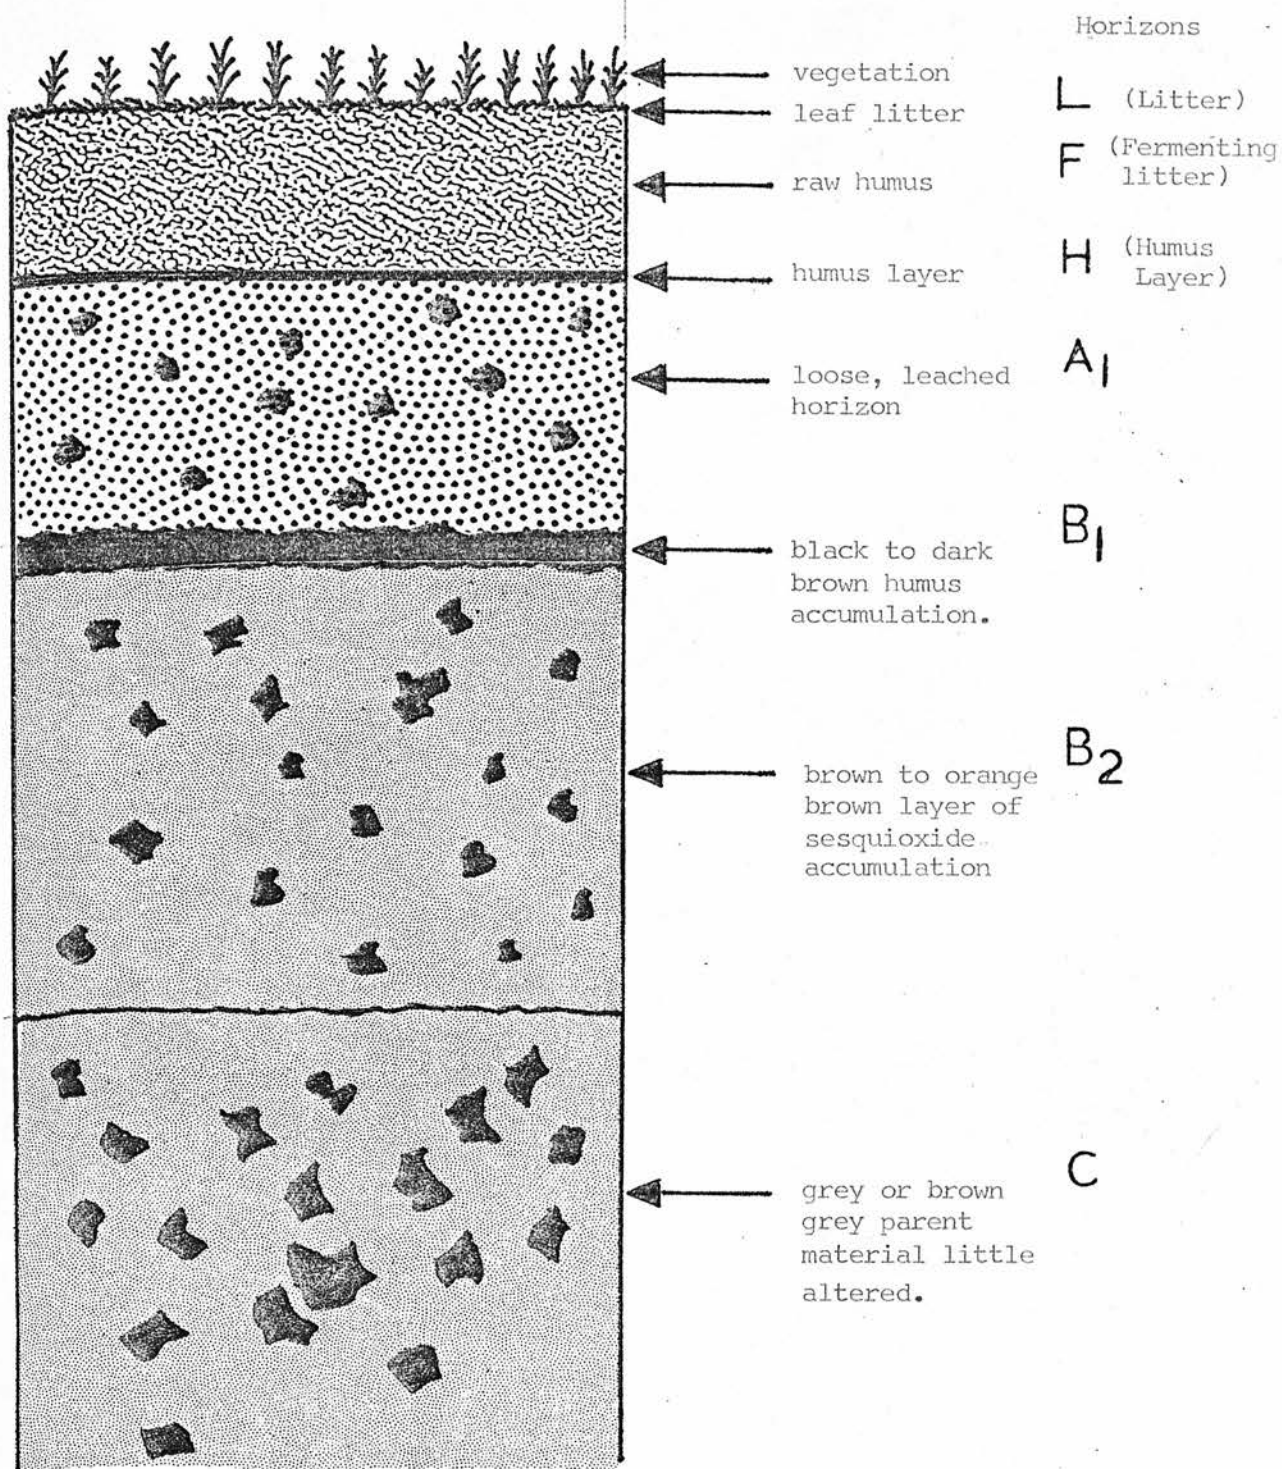 Horizons
vegetation
L (Litter)
leaf litter
F (Fermenting
litter)
raw humus
H (Humus
Layer)
humus layer
A1
loose, leached
horizon
B1
black to dark
brown humus
accumulation.
B2
brown to orange
brown layer of
sesquioxide
accumulation
C
grey or brown
grey parent
material little
altered.